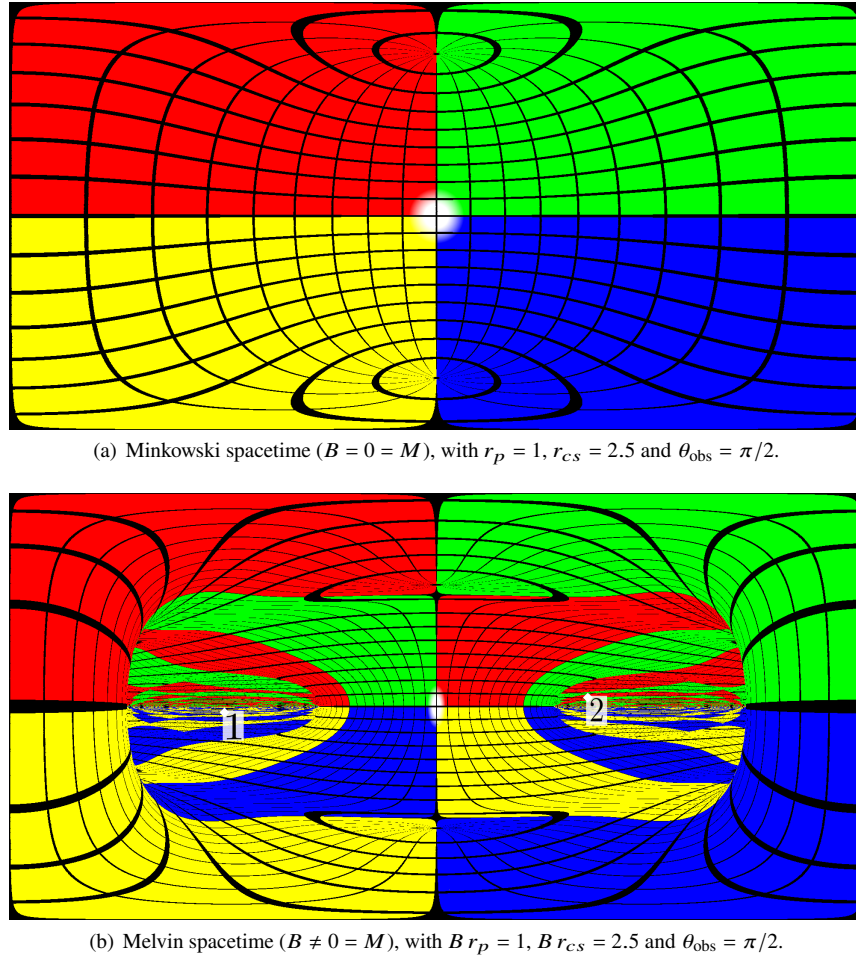 (a) Minkowski spacetime (B = 0 = M), with r_p = 1, r_cs = 2.5 and θ_obs = π/2.
1
2
(b) Melvin spacetime (B ≠ 0 = M), with B r_p = 1, B r_cs = 2.5 and θ_obs = π/2.